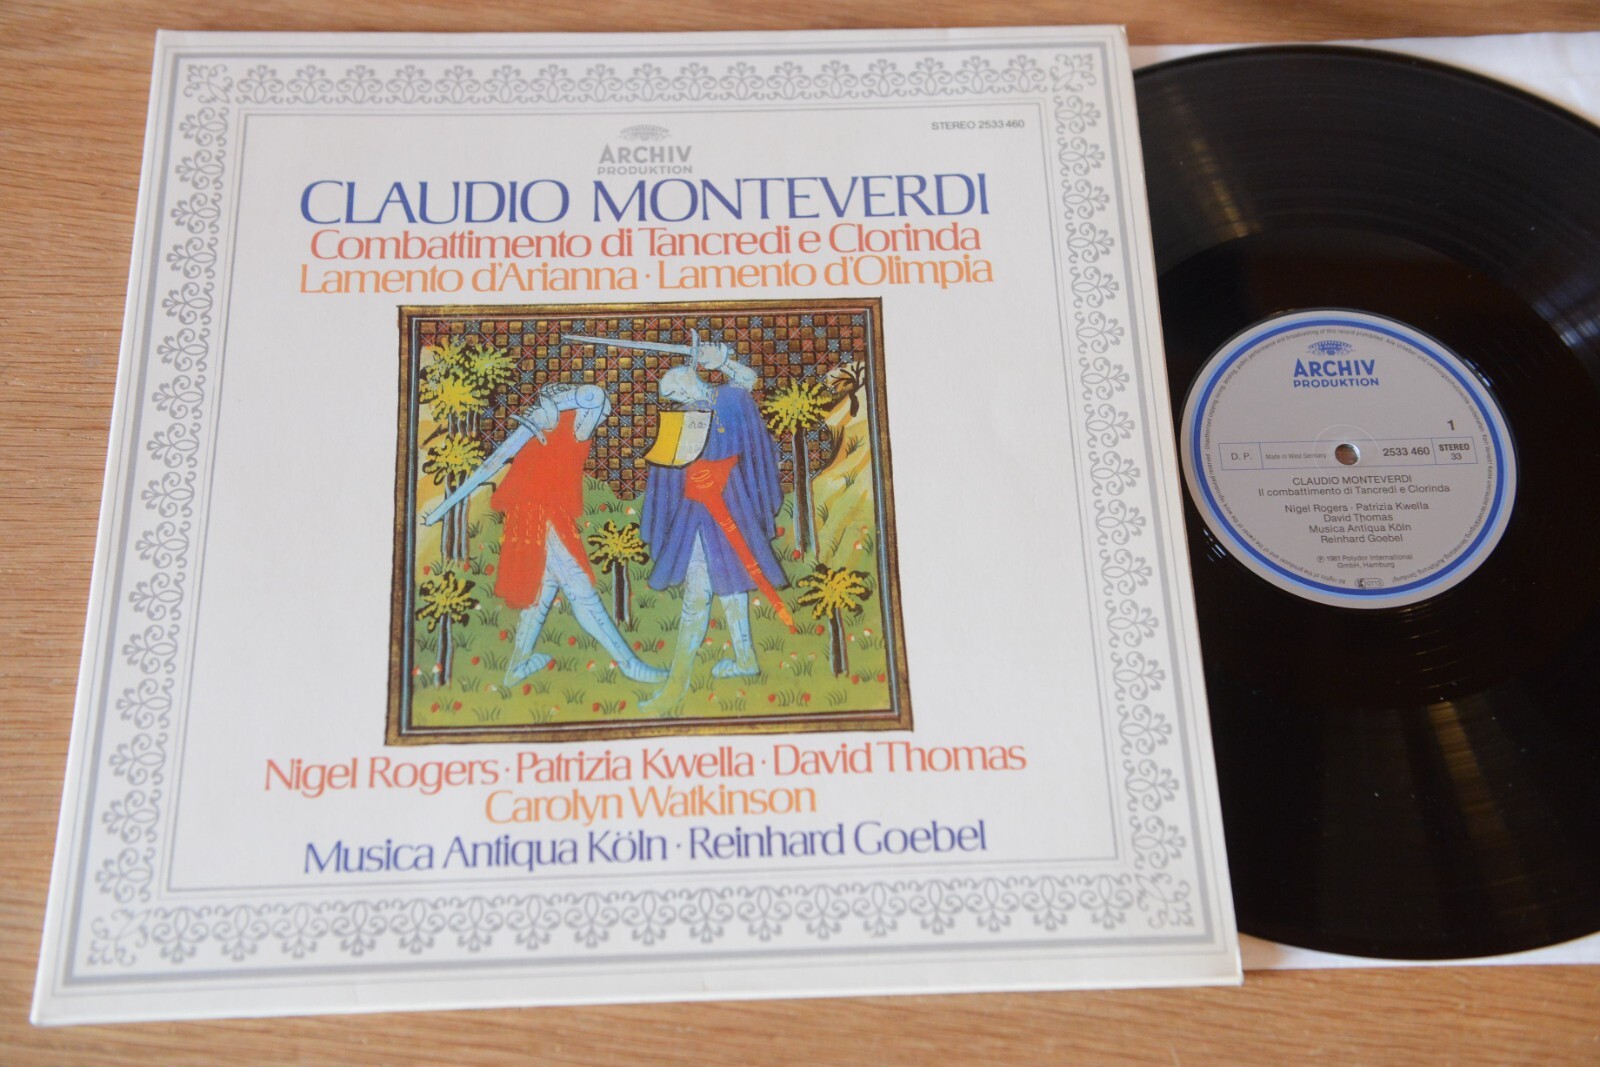 STEREO 2533 460
ARCHIV
PRODUKTION
CLAUDIO MONTEVERDI
Combattimento di Tancredi e Clorinda
Lamento d'Arianna · Lamento d'Olimpia
Nigel Rogers · Patrizia Kwella · David Thomas
Carolyn Watkinson
Musica Antiqua Köln · Reinhard Goebel
ARCHIV
PRODUKTION
1
D.P.
Made in West Germany
2533 460
STEREO
33
CLAUDIO MONTEVERDI
Il combattimento di Tancredi e Clorinda
Nigel Rogers · Patrizia Kwella
David Thomas
Musica Antiqua Köln
Reinhard Goebel
℗ 1981 Polydor International
GmbH, Hamburg